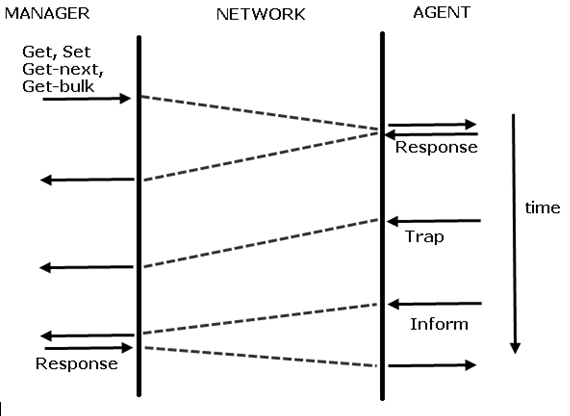 MANAGER NETWORK AGENT
Get, Set
Get-next,
Get-bulk
Response
time
Trap
Inform
Response